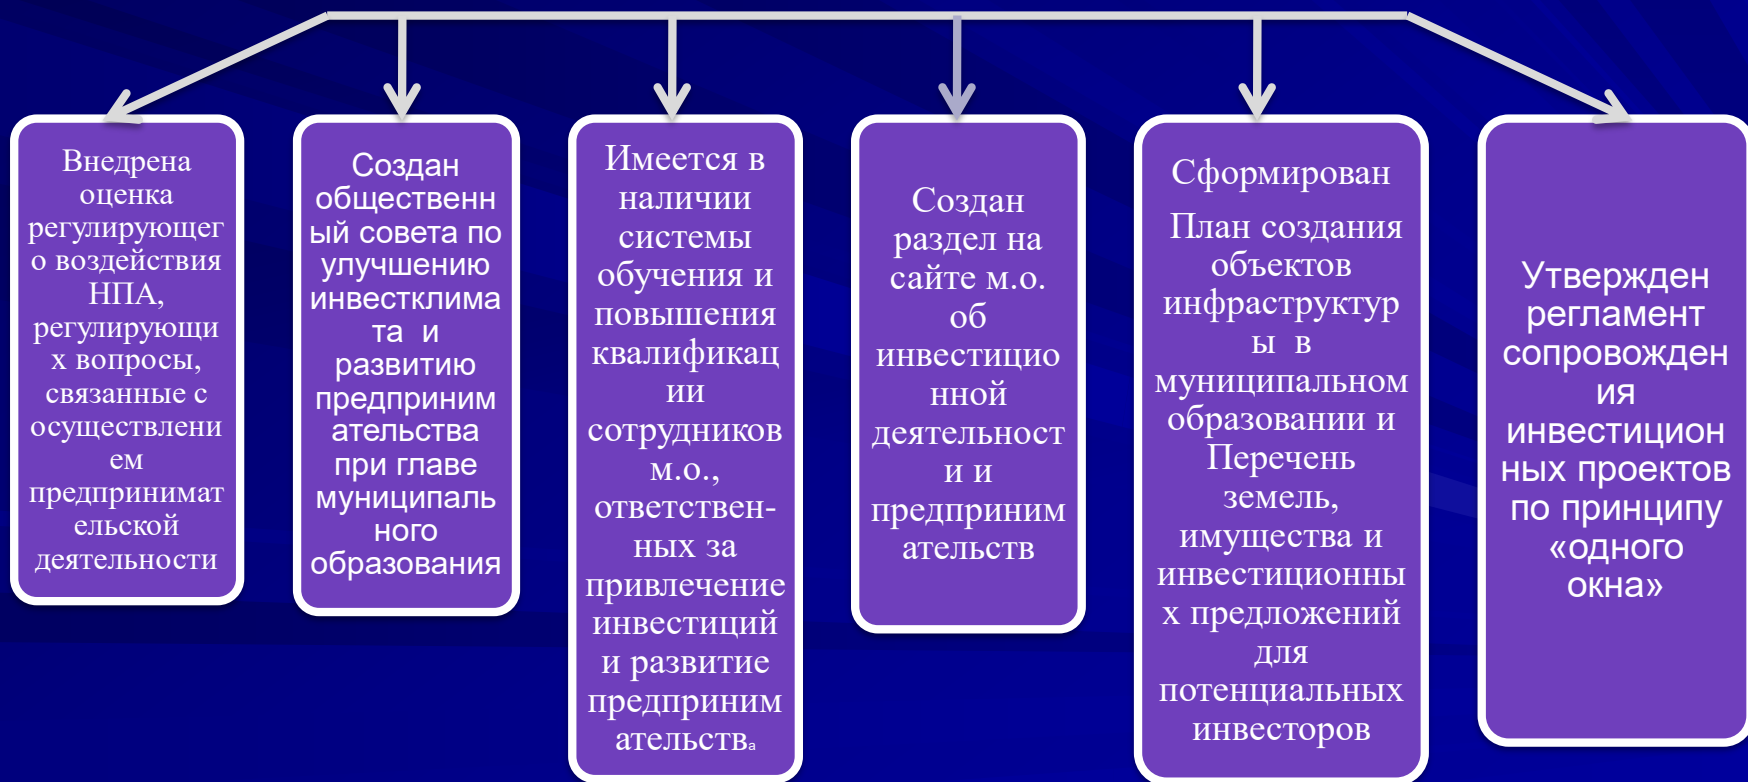 Внедрена
оценка
регулирующег
о воздействия
НПА,
регулирующи
х вопросы,
связанные с
осуществлени
ем
предпринимат
ельской
деятельности
Создан
общественн
ый совета по
улучшению
инвестклима
та и
развитию
предприним
ательства
при главе
муниципаль
ного
образования
Имеется в
наличии
системы
обучения и
повышения
квалификац
ии
сотрудников
м.о.,
ответствен-
ных за
привлечение
инвестиций
и развитие
предприним
ательства
Создан
раздел на
сайте м.о.
об
инвестицио
нной
деятельност
и и
предприним
ательств
Сформирован
План создания
объектов
инфраструктур
ы в
муниципальном
образовании и
Перечень
земель,
имущества и
инвестиционны
х предложений
для
потенциальных
инвесторов
Утвержден
регламент
сопровожден
ия
инвестицион
ных проектов
по принципу
«одного
окна»